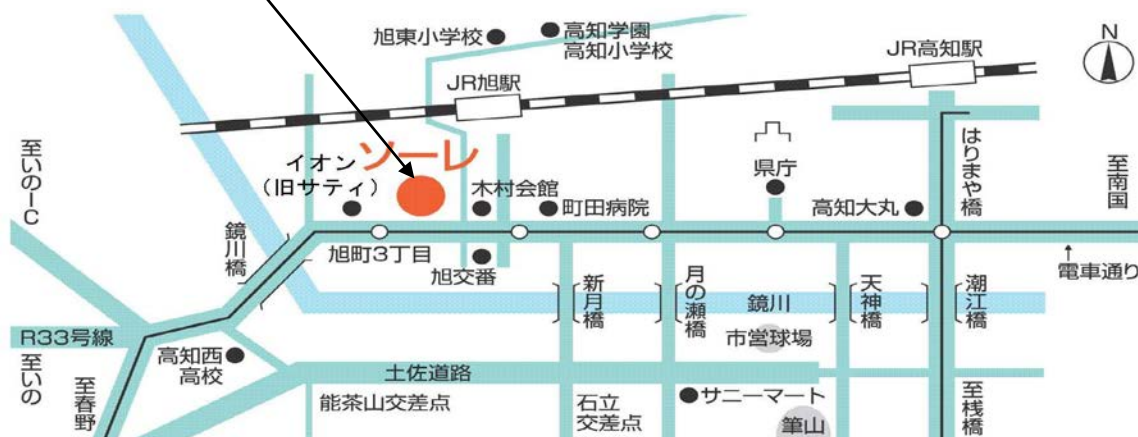 旭東小学校
高知学園
高知小学校
JR高知駅
N
JR旭駅
至いのIC
イオン
(旧サティ)
ソーレ
木村会館
町田病院
県庁
高知大丸
はりまや橋
至南国
鏡川橋
旭町3丁目
旭交番
電車通り
新月橋
月の瀬橋
鏡川
天神橋
潮江橋
市営球場
R33号線
至いの
高知西
高校
至春野
土佐道路
能茶山交差点
石立
交差点
サニーマート
筆山
至桟橋